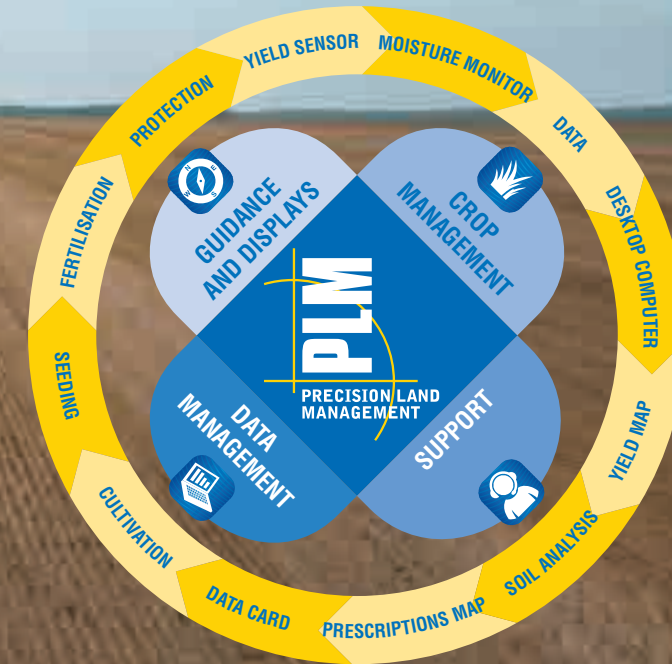 YIELD SENSOR
MOISTURE MONITOR
DATA
DESKTOP COMPUTER
YIELD MAP
SOIL ANALYSIS
PRESCRIPTIONS MAP
DATA CARD
CULTIVATION
SEEDING
FERTILISATION
PROTECTION
N
E
S
W
GUIDANCE
AND DISPLAYS
CROP
MANAGEMENT
PLM
PRECISION LAND
MANAGEMENT
DATA
MANAGEMENT
SUPPORT